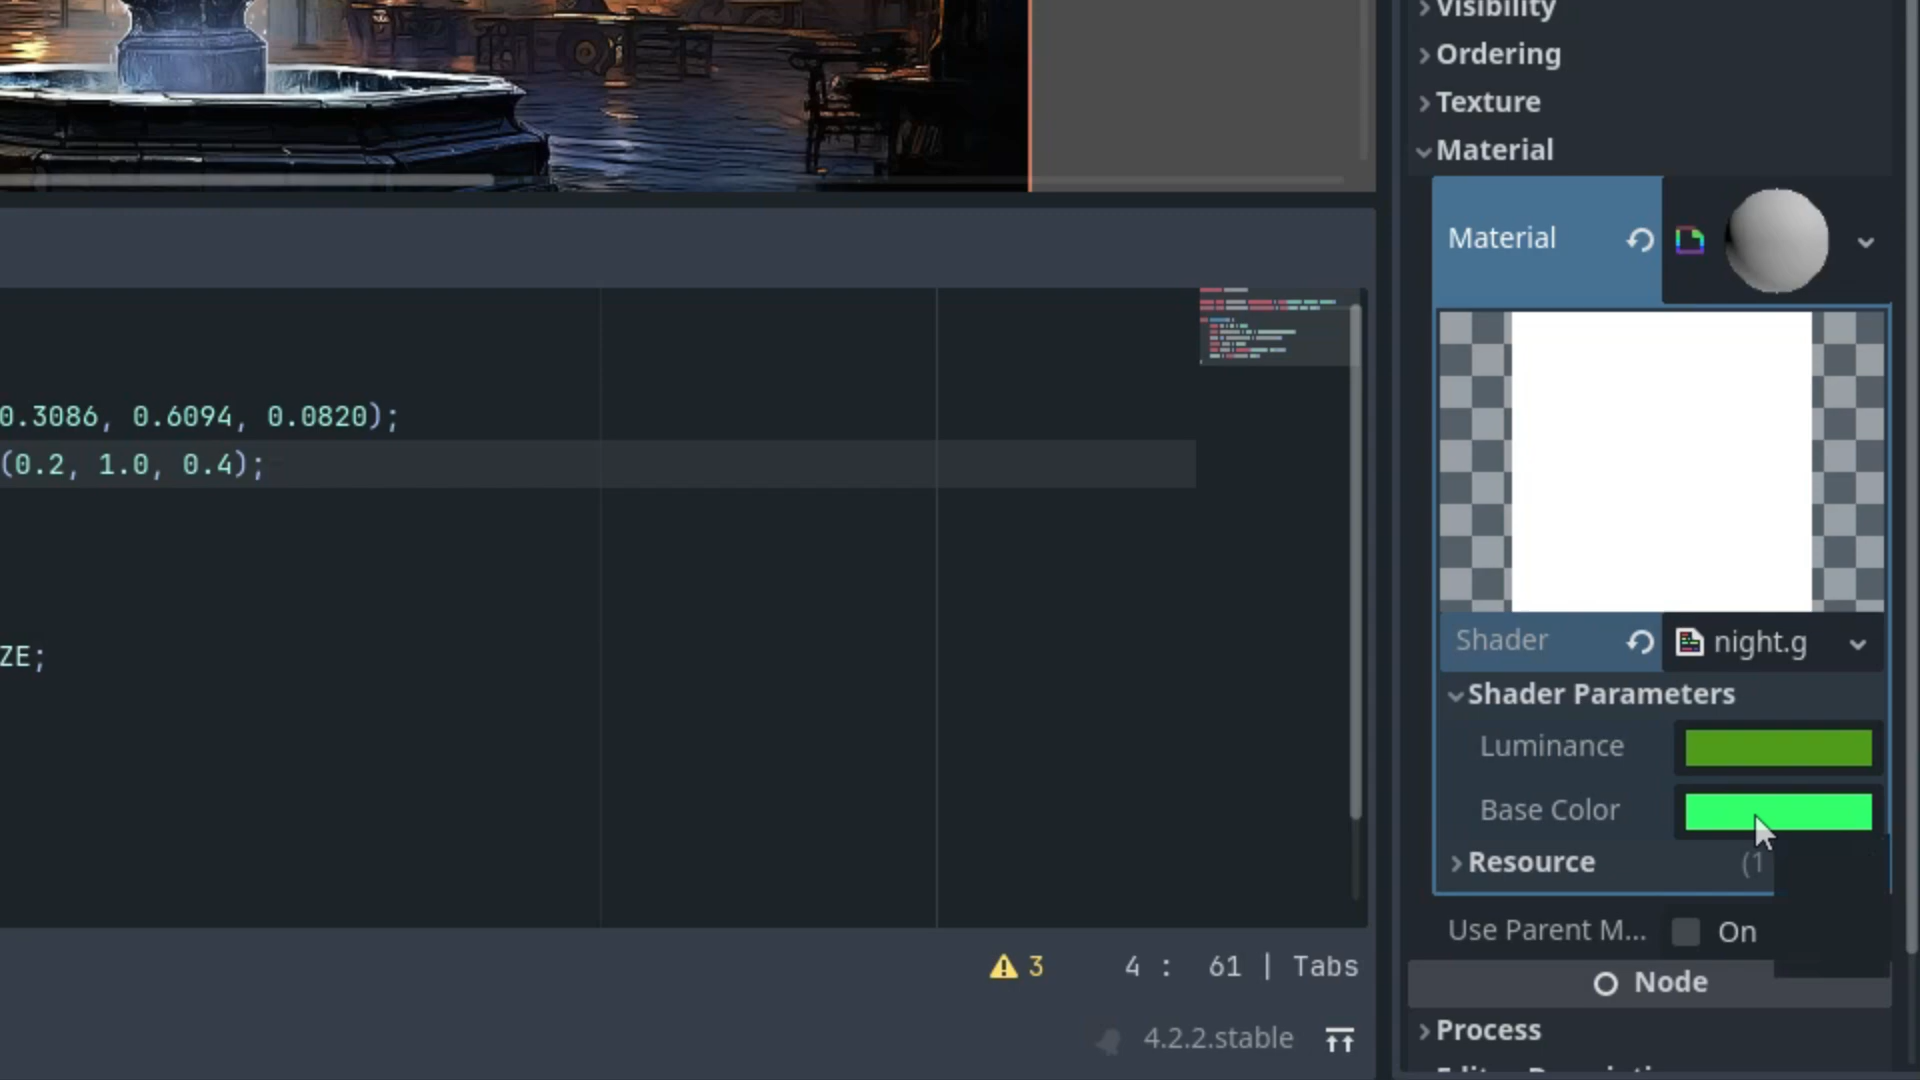 Visibility
Ordering
Texture
Material
Material
0.3086, 0.6094, 0.0820);
(0.2, 1.0, 0.4);
ZE;
Shader
night.g
Shader Parameters
Luminance
Base Color
Resource
(1
Use Parent M...
On
3
4 : 61 | Tabs
Node
4.2.2.stable
Process